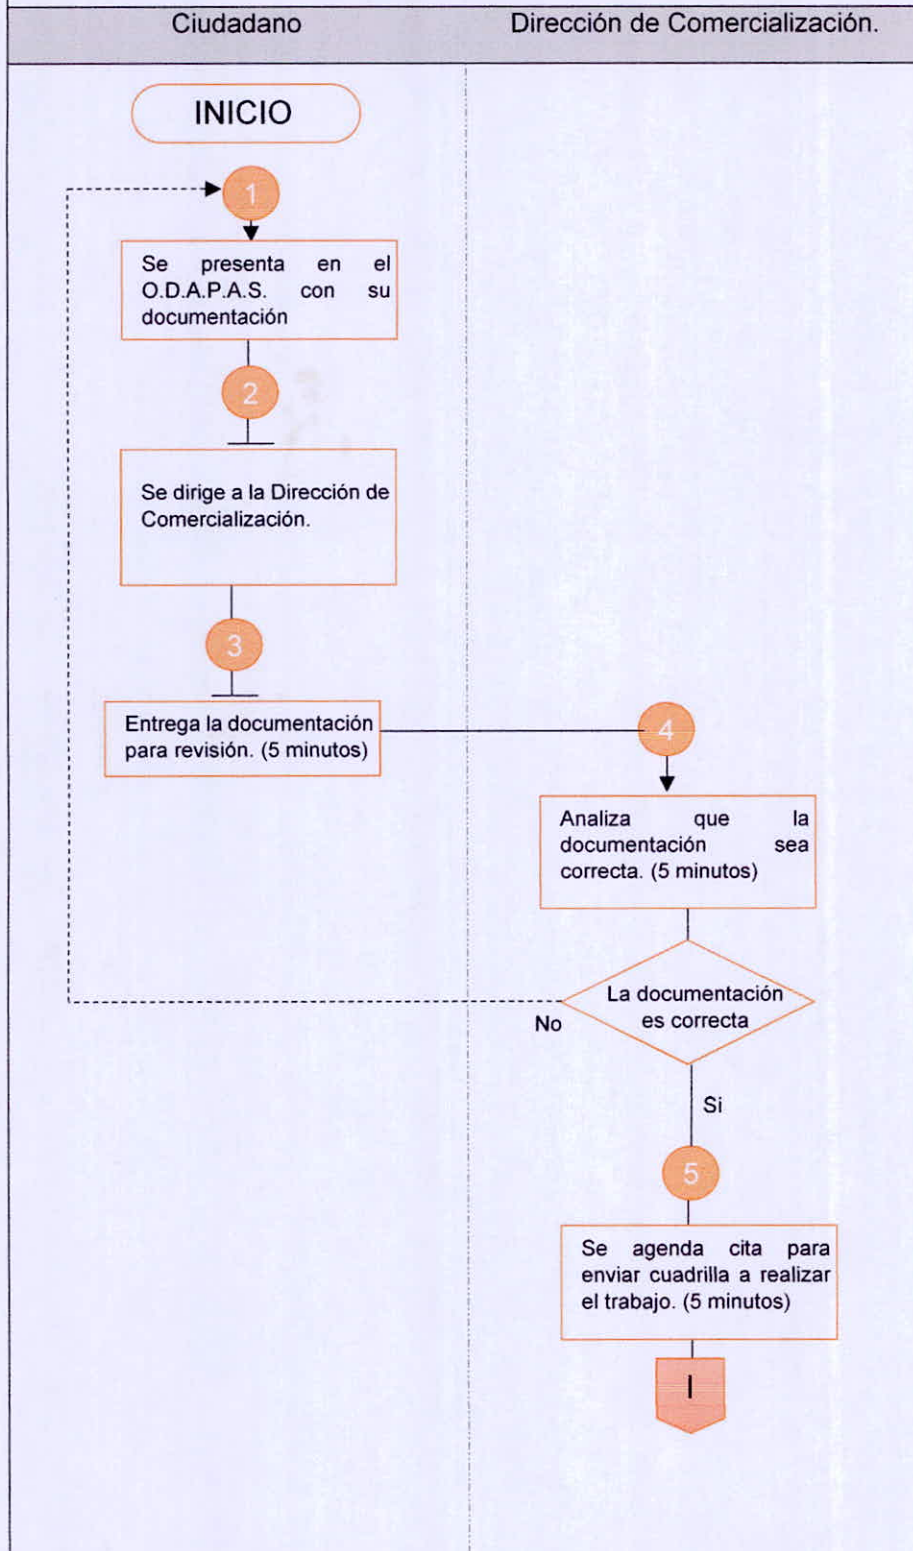 Ciudadano
Dirección de Comercialización.
INICIO
1
Se presenta en el
O.D.A.P.A.S. con su
documentación
2
Se dirige a la Dirección de
Comercialización.
3
Entrega la documentación
para revisión. (5 minutos)
4
Analiza que la
documentación sea
correcta. (5 minutos)
La documentación
es correcta
No
Si
5
Se agenda cita para
enviar cuadrilla a realizar
el trabajo. (5 minutos)
I